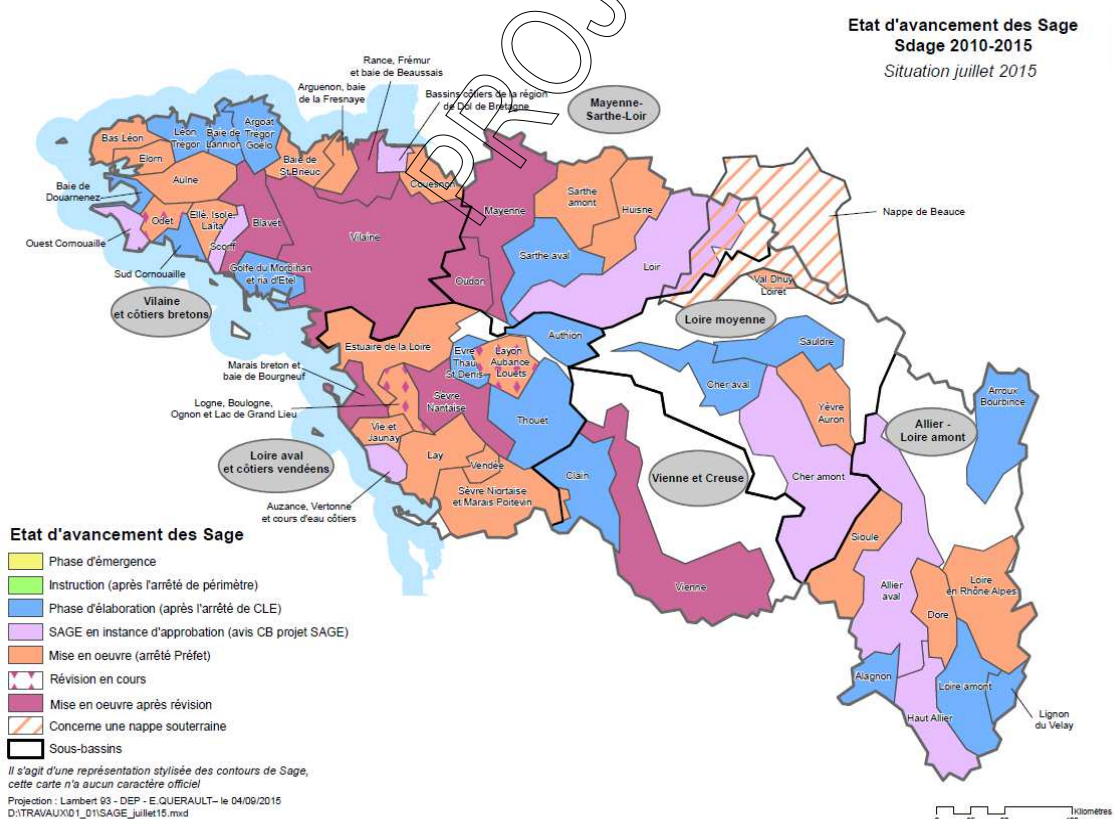 Etat d'avancement des Sage
Sdage 2010-2015
Situation juillet 2015
Rance, Frémur
et baie de Beaussais
Arguenon, baie
de la Fresnaye
Bassins côtiers de la région
de Dol de Bretagne
Mayenne-
Sarthe-Loir
Bas Léon
Léon
Trégor
Baie de
Lannion
Argoat
Trégor
Goëlo
Elorn
Aulne
Baie de
St Brieuc
Couesnon
Baie de
Douarnenez
Mayenne
Sarthe
amont
Huisne
Nappe de Beauce
Odet
Ellé, Isole,
Laïta
Blavet
Vilaine
Ouest Cornouaille
Scorff
Sud Cornouaille
Golfe du Morbihan
et ria d'Etel
Oudon
Sarthe aval
Loir
Val Dhuy
Loiret
Vilaine
et côtiers bretons
Loire moyenne
Estuaire de la Loire
Authion
Evre
Thau
St Denis
Layon
Aubance
Louets
Sauldre
Marais breton et
baie de Bourgneuf
Cher aval
Arroux
Bourbince
Logne, Boulogne,
Ognon et Lac de Grand Lieu
Sèvre
Nantaise
Yèvre
Auron
Thouet
Vie et
Jaunay
Allier -
Loire amont
Loire aval
et côtiers vendéens
Lay
Vendée
Clain
Vienne et Creuse
Cher amont
Sèvre Niortaise
et Marais Poitevin
Auzance, Vertonne
et cours d'eau côtiers
Sioule
Vienne
Allier
aval
Loire
en Rhône Alpes
Dore
Alagnon
Loire amont
Haut Allier
Lignon
du Velay
Etat d'avancement des Sage
Phase d'émergence
Instruction (après l'arrêté de périmètre)
Phase d'élaboration (après l'arrêté de CLE)
SAGE en instance d'approbation (avis CB projet SAGE)
Mise en oeuvre (arrêté Préfet)
Révision en cours
Mise en oeuvre après révision
Concerne une nappe souterraine
Sous-bassins
Il s'agit d'une représentation stylisée des contours de Sage,
cette carte n'a aucun caractère officiel
Projection : Lambert 93 - DEP - E.QUERAULT– le 04/09/2015
D:\TRAVAUX\01_01\SAGE_juillet15.mxd
Kilomètres